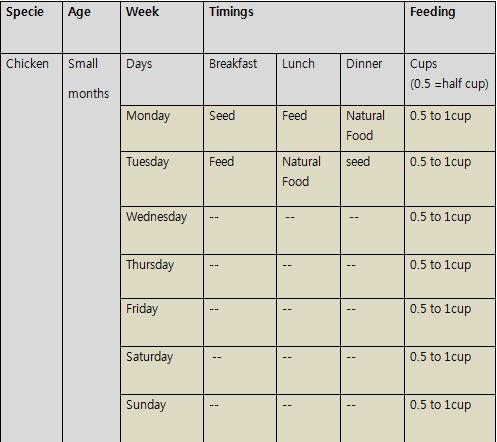 Specie Age Week Timings Feeding
Chicken Small Days Breakfast Lunch Dinner Cups
months (0.5 =half cup)
Monday Seed Feed Natural 0.5 to 1cup
Food
Tuesday Feed Natural seed 0.5 to 1cup
Food
Wednesday -- -- -- 0.5 to 1cup
Thursday -- -- -- 0.5 to 1cup
Friday -- -- -- 0.5 to 1cup
Saturday -- -- -- 0.5 to 1cup
Sunday -- -- -- 0.5 to 1cup